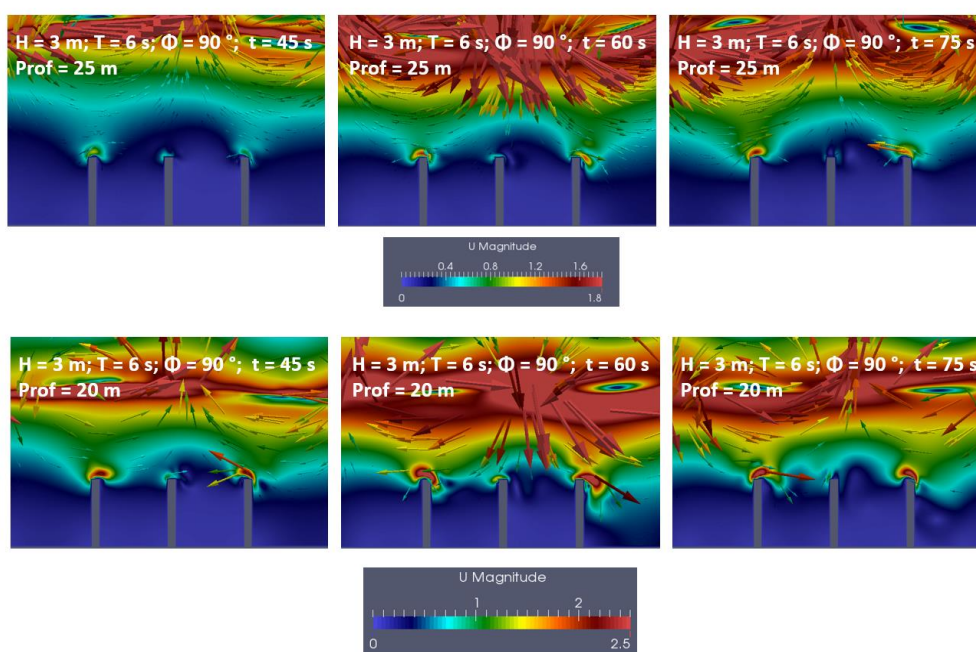 H = 3 m; T = 6 s; Φ = 90 °; t = 45 s
Prof = 25 m
H = 3 m; T = 6 s; Φ = 90 °; t = 60 s
Prof = 25 m
H = 3 m; T = 6 s; Φ = 90 °; t = 75 s
Prof = 25 m
U Magnitude
0.4 0.8 1.2 1.6
0 1.8
H = 3 m; T = 6 s; Φ = 90 °; t = 45 s
Prof = 20 m
H = 3 m; T = 6 s; Φ = 90 °; t = 60 s
Prof = 20 m
H = 3 m; T = 6 s; Φ = 90 °; t = 75 s
Prof = 20 m
U Magnitude
1 2
0 2.5